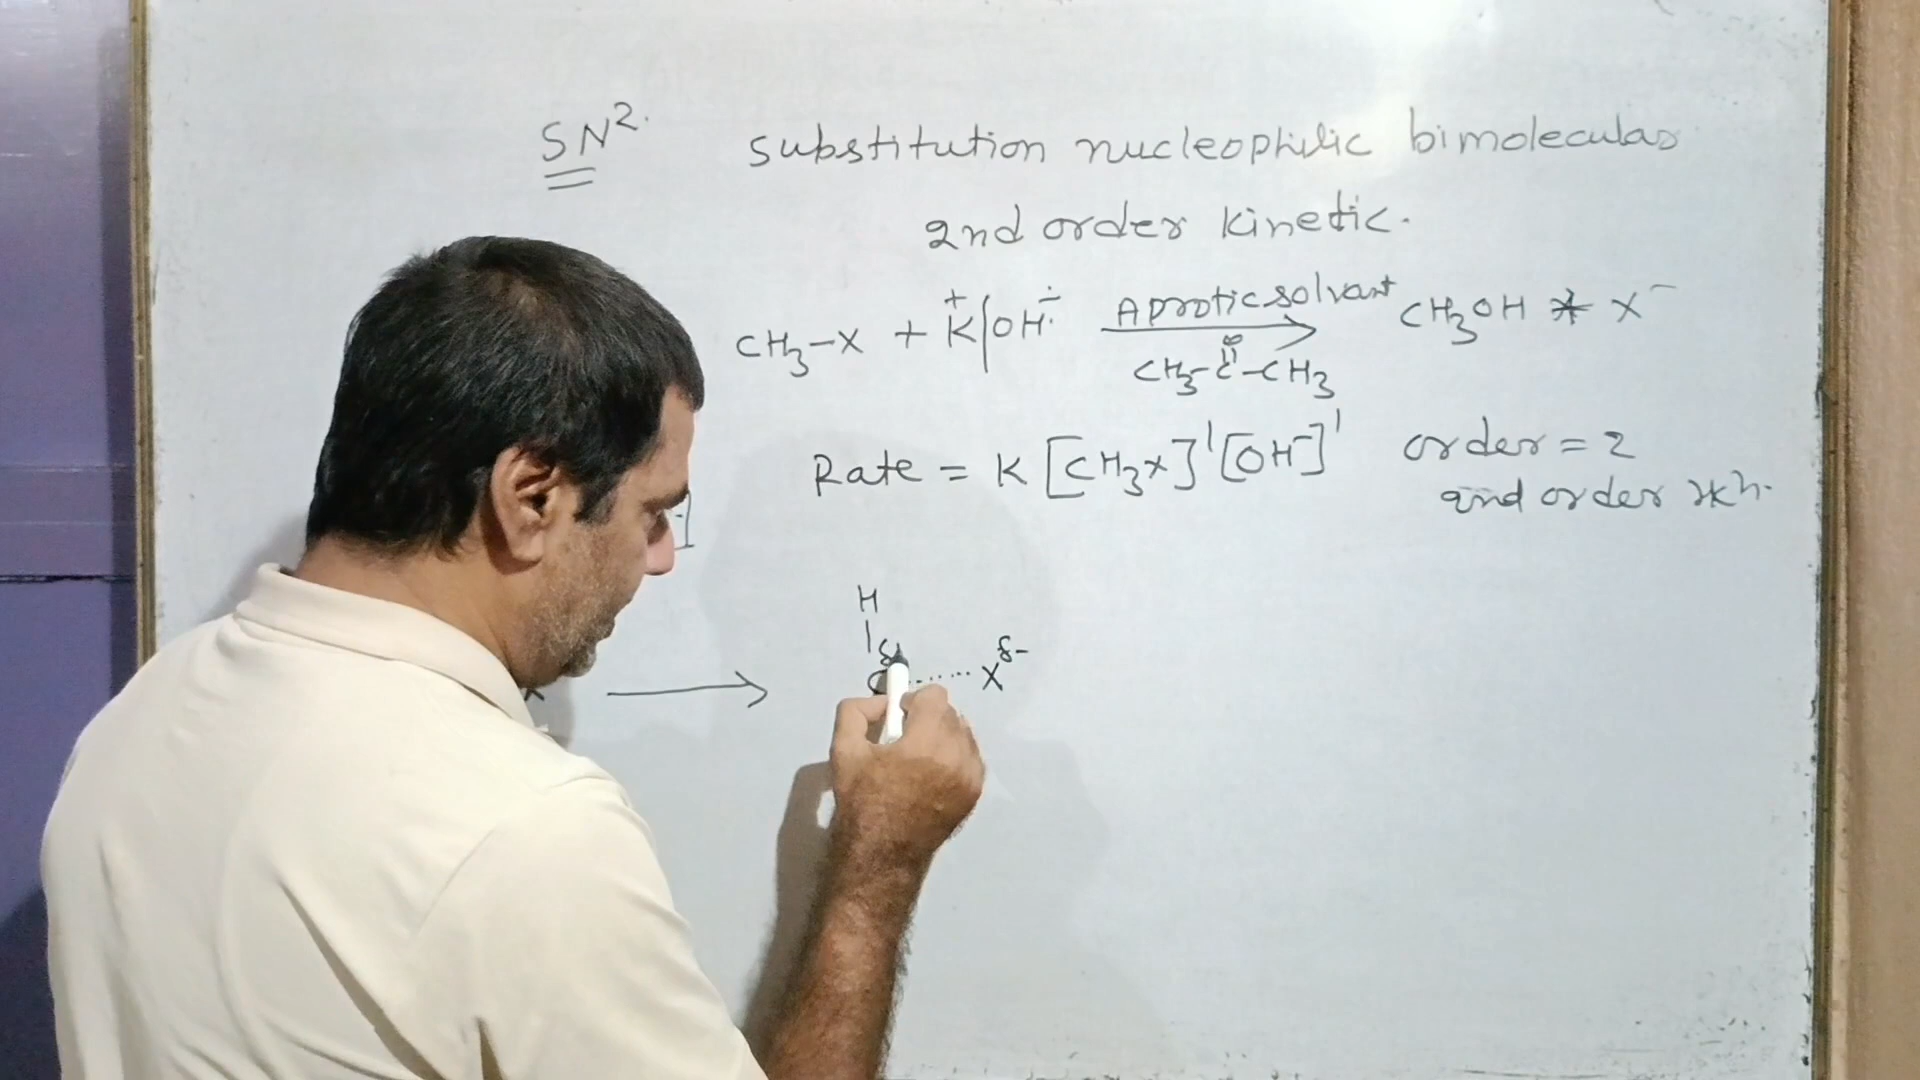 SN².
substitution nucleophilic bimolecular
2nd order kinetic.
CH₃-X + K⁺|OH⁻: Aprotic solvant CH₃OH + X⁻
CH₃-C-CH₃
Rate = K [CH₃X]¹ [OH⁻]¹ order = 2
2nd order rxn.
H
δ
C ..... X δ-